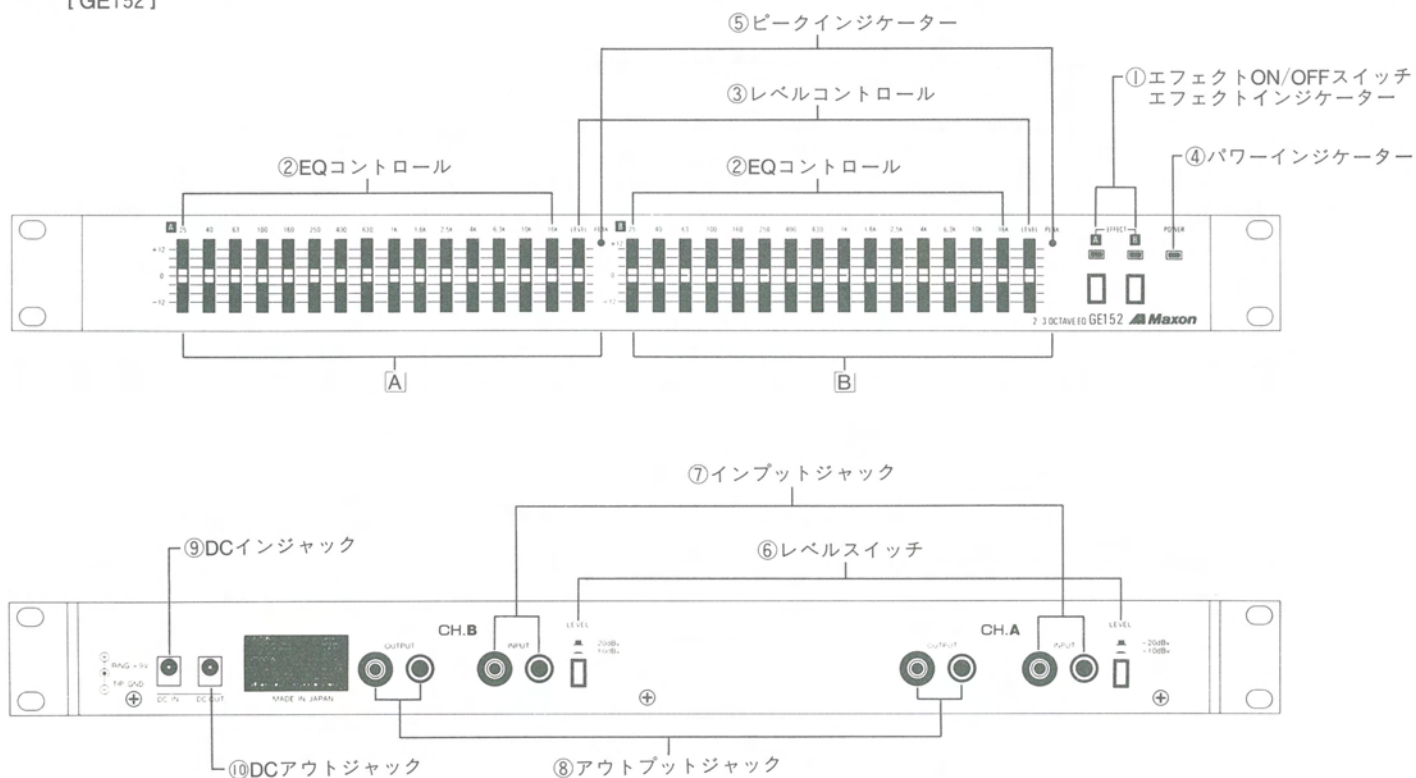 [GE152]
⑤ピークインジケーター
①エフェクトON/OFFスイッチ
エフェクトインジケーター
③レベルコントロール
②EQコントロール
②EQコントロール
④パワーインジケーター
A 25 40 63 100 160 250 400 630 1K 1.6K 2.5K 4K 6.3K 10K 16K LEVEL PEAK
B 25 40 63 100 160 250 400 630 1K 1.6K 2.5K 4K 6.3K 10K 16K LEVEL PEAK
EFFECT
A B
POWER
+12
0
-12
+12
0
-12
2 3 OCTAVE EQ GE152 Maxon
A
B
⑦インプットジャック
⑨DCインジャック
⑥レベルスイッチ
CH.B
LEVEL
CH.A
LEVEL
OUTPUT
INPUT
OUTPUT
INPUT
-20dBv
-10dBv
RING +9V
TIP GND
DC IN
DC OUT
MADE IN JAPAN
⑩DCアウトジャック
⑧アウトプットジャック